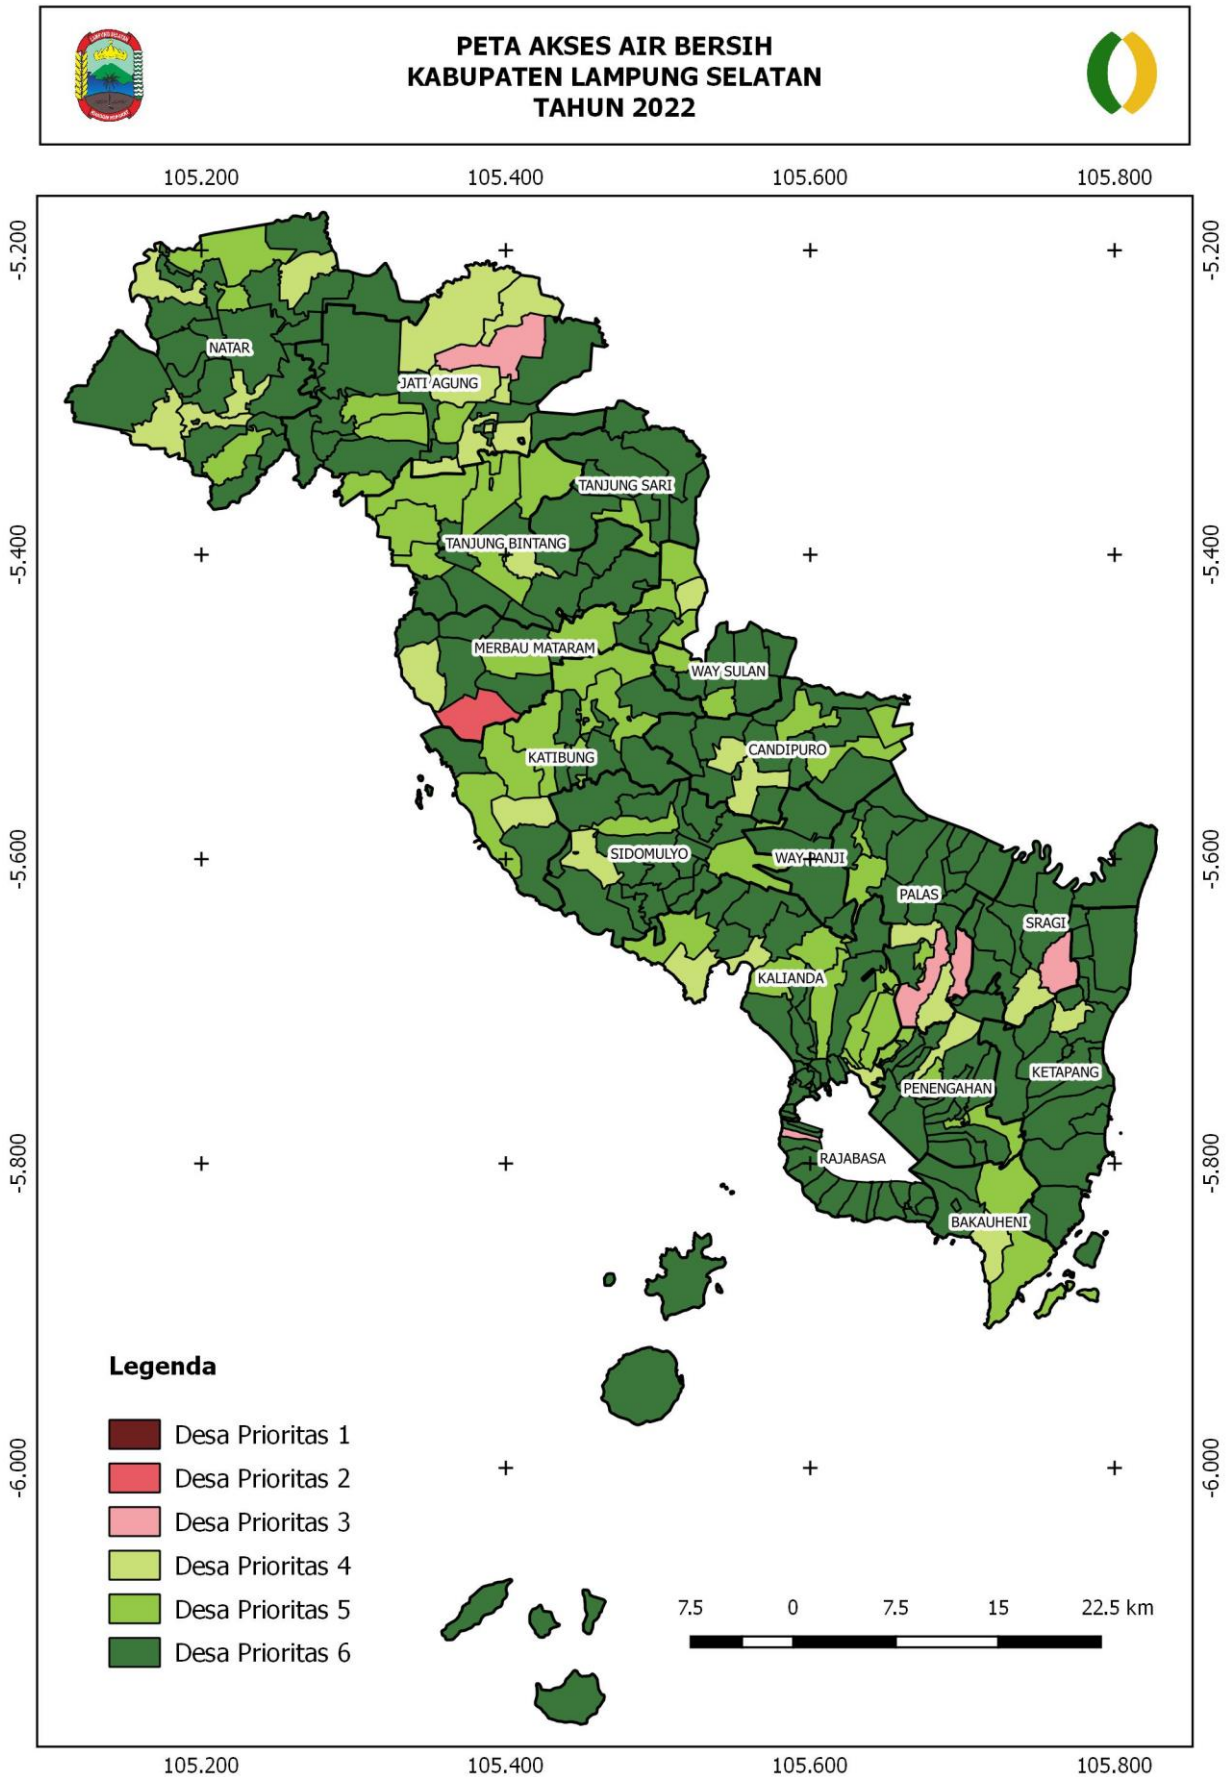 PETA AKSES AIR BERSIH
KABUPATEN LAMPUNG SELATAN
TAHUN 2022
LAMPUNG SELATAN
105.200 105.400 105.600 105.800
-5.200 -5.200
NATAR
JATI AGUNG
TANJUNG SARI
-5.400 -5.400
TANJUNG BINTANG
MERBAU MATARAM
WAY SULAN
CANDIPURO
KATIBUNG
-5.600 -5.600
SIDOMULYO
WAY PANJI
PALAS
SRAGI
KALIANDA
KETAPANG
PENENGAHAN
-5.800 -5.800
RAJABASA
BAKAUHENI
Legenda
Desa Prioritas 1
-6.000 -6.000
Desa Prioritas 2
Desa Prioritas 3
Desa Prioritas 4
Desa Prioritas 5
Desa Prioritas 6
7.5 0 7.5 15 22.5 km
105.200 105.400 105.600 105.800